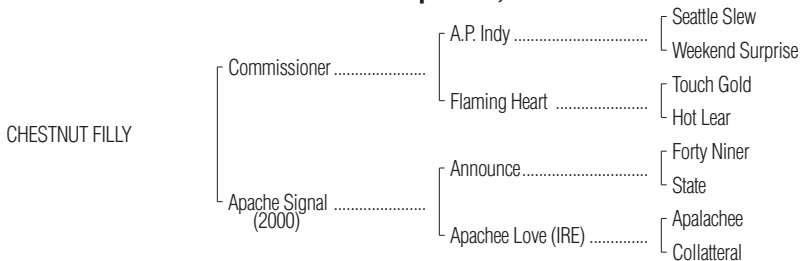 CHESTNUT FILLY
Commissioner ......................
Apache Signal ......................
(2000)
A.P. Indy ................................
Flaming Heart ......................
Announce..............................
Apachee Love (IRE) ..............
Seattle Slew
Weekend Surprise
Touch Gold
Hot Lear
Forty Niner
State
Apalachee
Collatteral